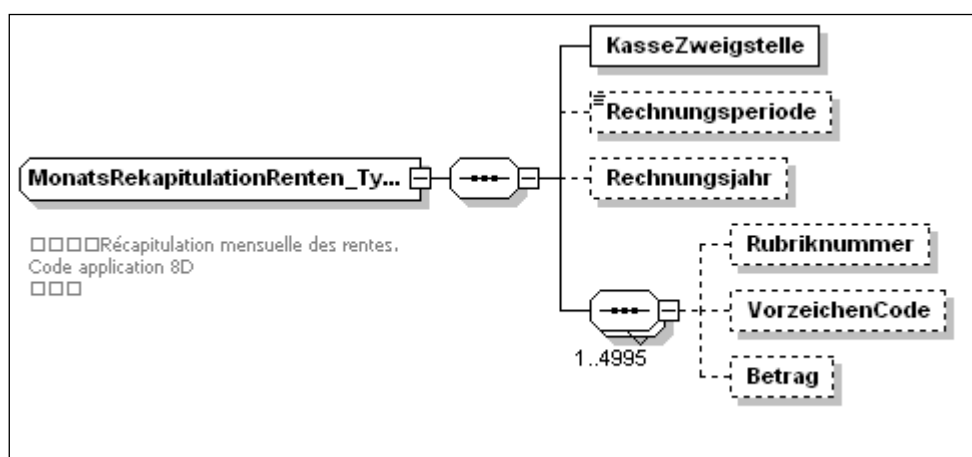 KasseZweigstelle
Rechnungsperiode
MonatsRekapitulationRenten_Ty...
Rechnungsjahr
□□□□Récapitulation mensuelle des rentes.
Code application 8D
□□□
Rubriknummer
VorzeichenCode
1..4995
Betrag